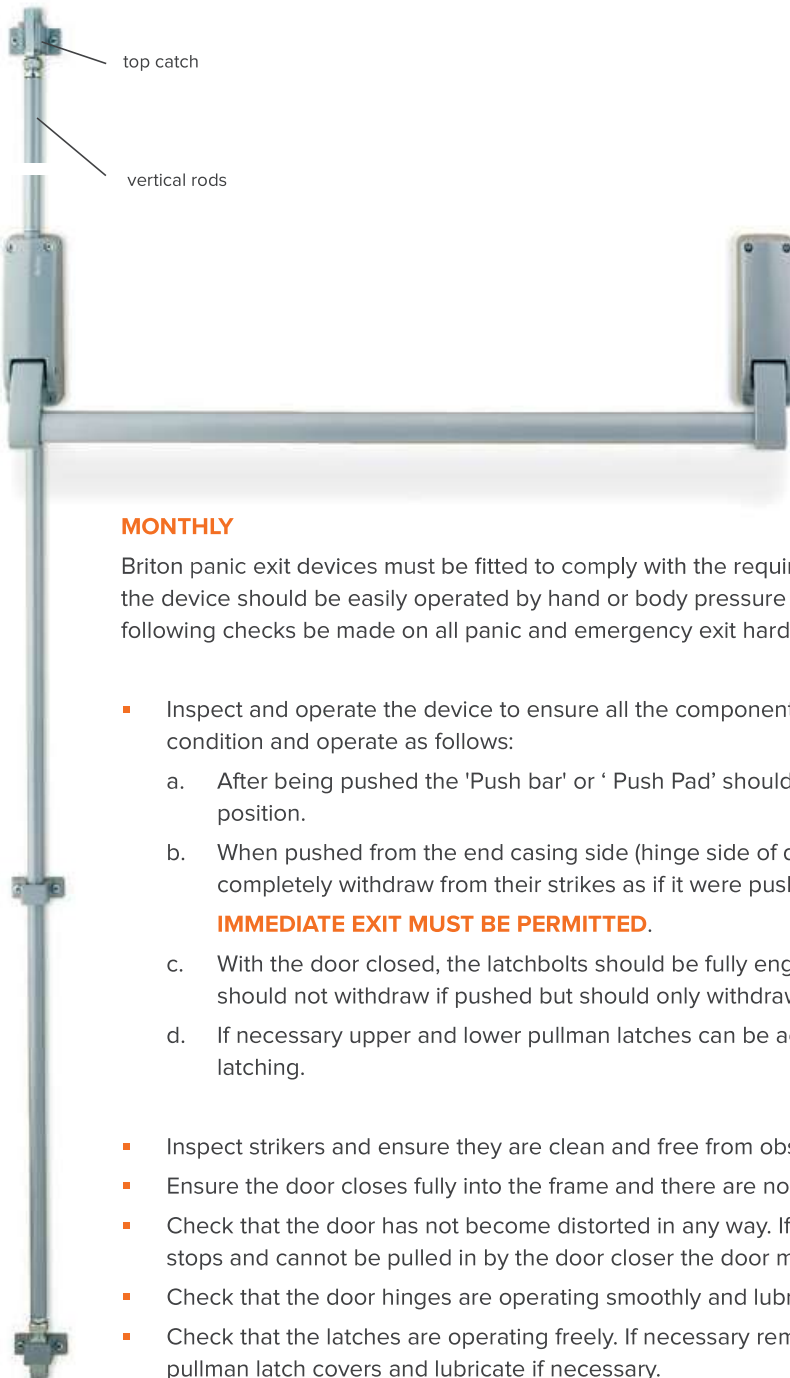 top catch
vertical rods
MONTHLY
Briton panic exit devices must be fitted to comply with the
the device should be easily operated by hand or body pressure
following checks be made on all panic and emergency exit
Inspect and operate the device to ensure all the
condition and operate as follows:
a. After being pushed the 'Push bar' or ‘ Push Pad’ should
position.
b. When pushed from the end casing side (hinge side of
completely withdraw from their strikes as if it were
IMMEDIATE EXIT MUST BE PERMITTED.
c. With the door closed, the latchbolts should be fully
should not withdraw if pushed but should only
d. If necessary upper and lower pullman latches can be
latching.
Inspect strikers and ensure they are clean and free from
Ensure the door closes fully into the frame and there are no
Check that the door has not become distorted in any way. If
stops and cannot be pulled in by the door closer the door
Check that the door hinges are operating smoothly and
Check that the latches are operating freely. If necessary
pullman latch covers and lubricate if necessary.